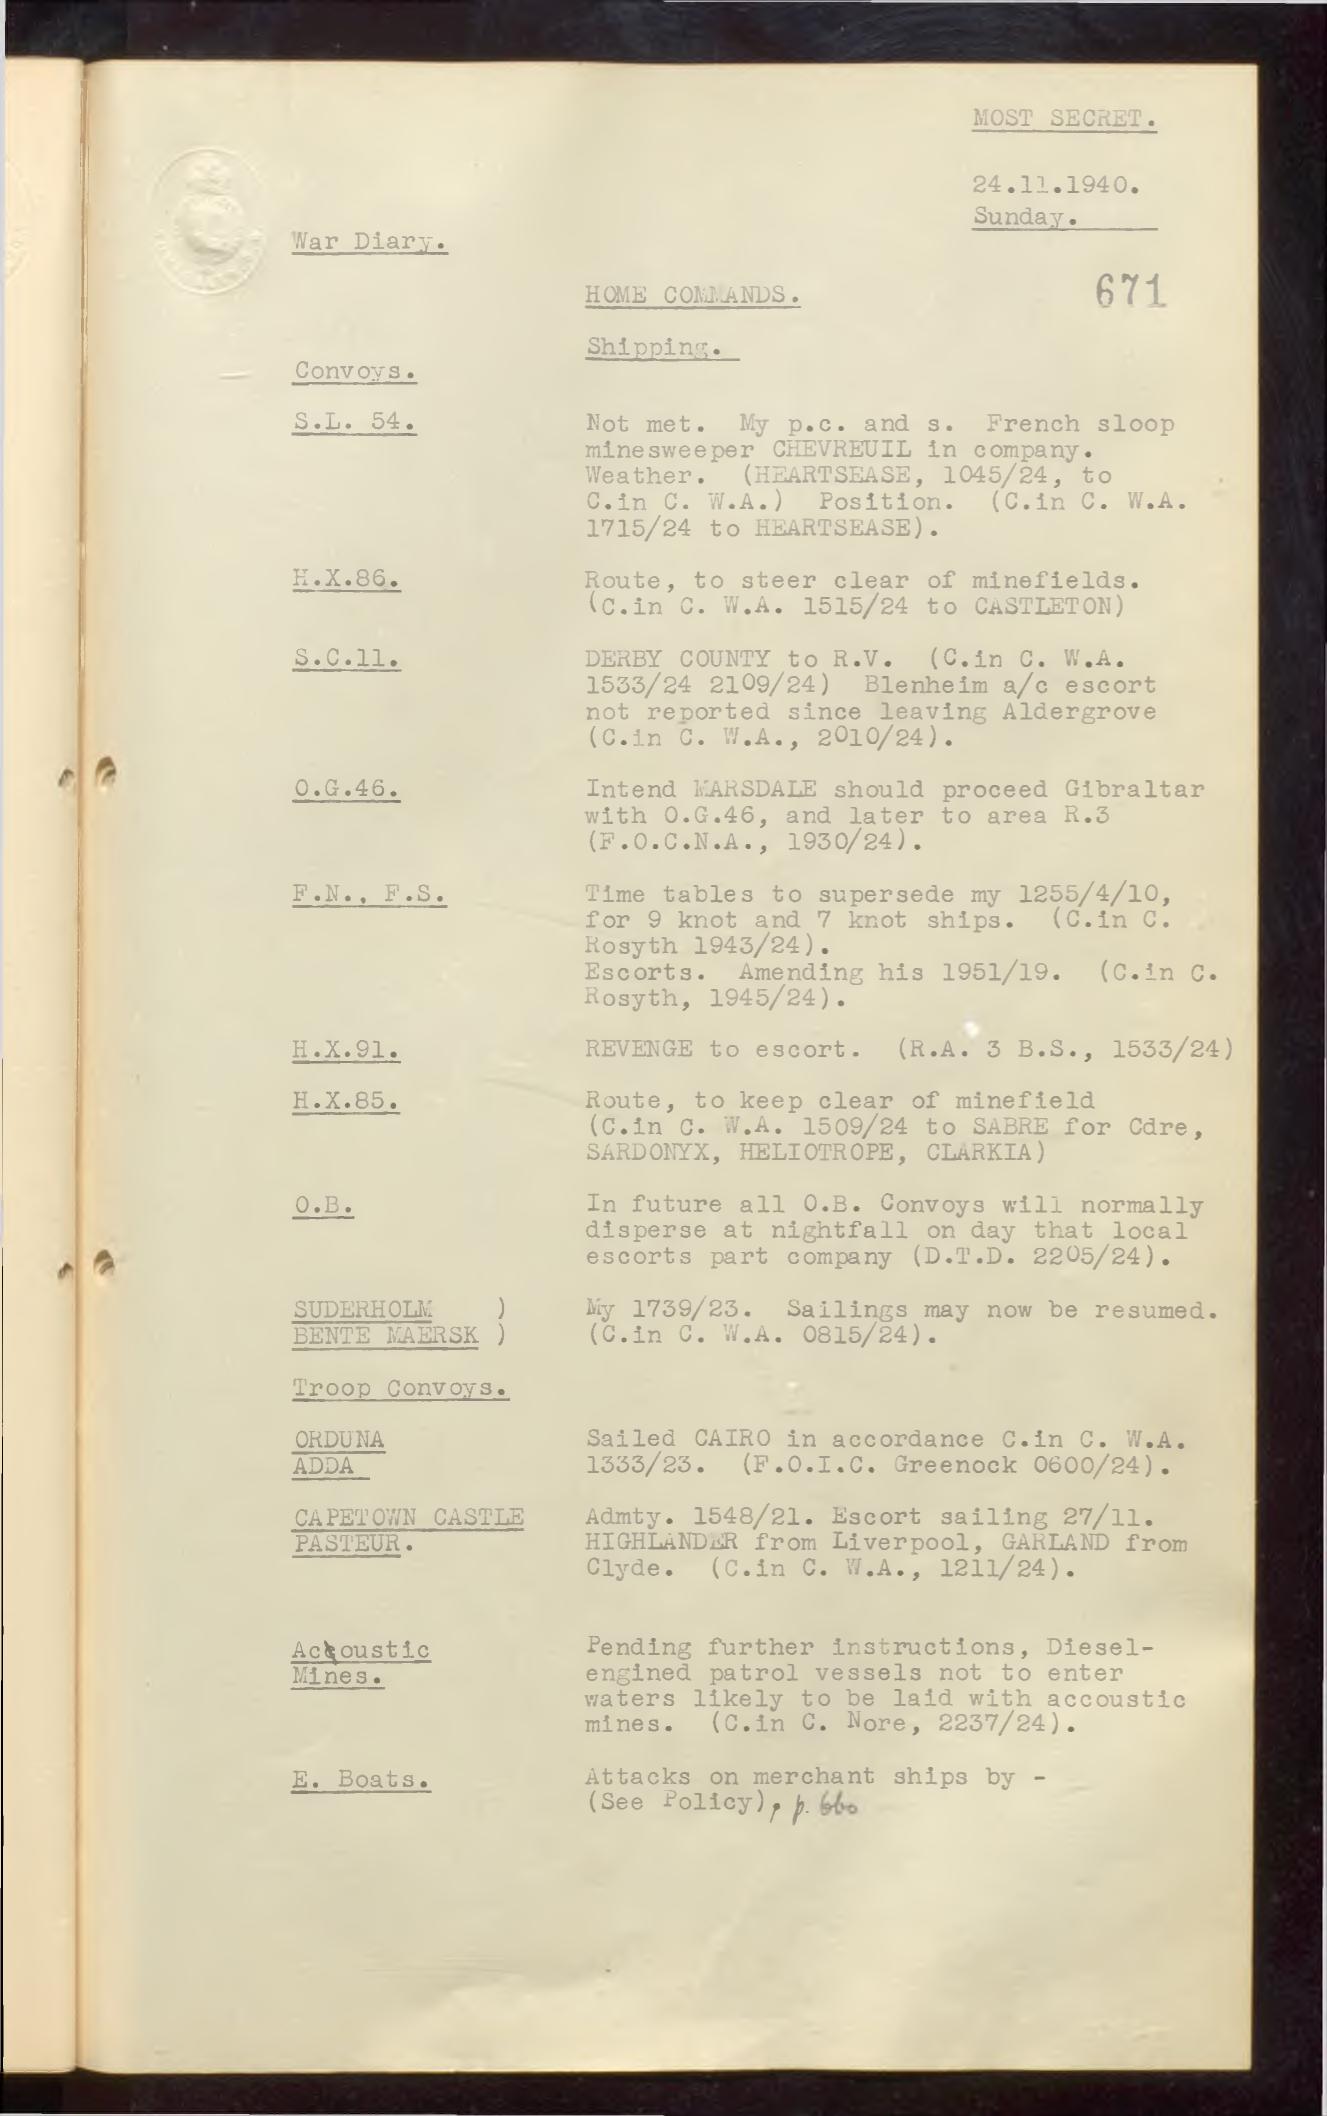 MOST SECRET.
24.11.1940.
Sunday.
War Diary.
HOME COMMANDS.
671
Shipping.
Convoys.
S.L. 54.
Not met. My p.c. and s. French sloop
minesweeper CHEVREUIL in company.
Weather. (HEARTSEASE, 1045/24, to
C.in C. W.A.) Position. (C.in C. W.A.
1715/24 to HEARTSEASE).
H.X.86.
Route, to steer clear of minefields.
(C.in C. W.A. 1515/24 to CASTLETON)
S.C.11.
DERBY COUNTY to R.V. (C.in C. W.A.
1533/24 2109/24) Blenheim a/c escort
not reported since leaving Aldergrove
(C.in C. W.A., 2010/24).
O.G.46.
Intend MARSDALE should proceed Gibraltar
with O.G.46, and later to area R.3
(F.O.C.N.A., 1930/24).
F.N., F.S.
Time tables to supersede my 1255/4/10,
for 9 knot and 7 knot ships. (C.in C.
Rosyth 1943/24).
Escorts. Amending his 1951/19. (C.in C.
Rosyth, 1945/24).
H.X.91.
REVENGE to escort. (R.A. 3 B.S., 1533/24)
H.X.85.
Route, to keep clear of minefield
(C.in C. W.A. 1509/24 to SABRE for Cdre,
SARDONYX, HELIOTROPE, CLARKIA)
O.B.
In future all O.B. Convoys will normally
disperse at nightfall on day that local
escorts part company (D.T.D. 2205/24).
SUDERHOLM )
BENTE MAERSK )
My 1739/23. Sailings may now be resumed.
(C.in C. W.A. 0815/24).
Troop Convoys.
ORDUNA
ADDA
Sailed CAIRO in accordance C.in C. W.A.
1333/23. (F.O.I.C. Greenock 0600/24).
CAPETOWN CASTLE
PASTEUR.
Admty. 1548/21. Escort sailing 27/11.
HIGHLANDER from Liverpool, GARLAND from
Clyde. (C.in C. W.A., 1211/24).
Accoustic
Mines.
Pending further instructions, Diesel-
engined patrol vessels not to enter
waters likely to be laid with accoustic
mines. (C.in C. Nore, 2237/24).
E. Boats.
Attacks on merchant ships by -
(See Policy), p. 660